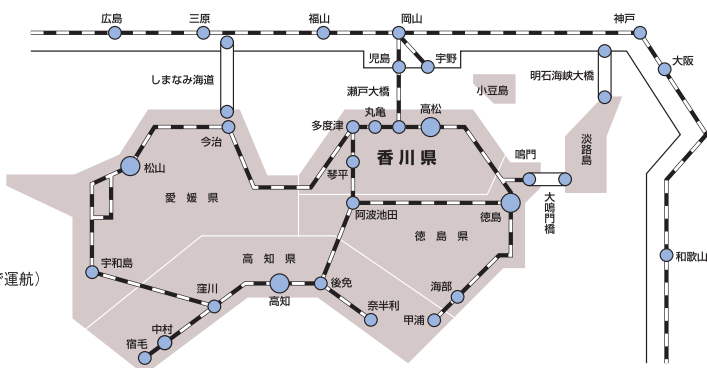 広島
三原
福山
岡山
神戸
児島
宇野
大阪
しまなみ海道
瀬戸大橋
小豆島
明石海峡大橋
多度津
丸亀
高松
今治
香川県
鳴門
淡路島
松山
琴平
愛媛県
阿波池田
徳島
大鳴門橋
徳島県
高知県
宇和島
和歌山
で運航）
窪川
高知
後免
海部
奈半利
甲浦
中村
宿毛